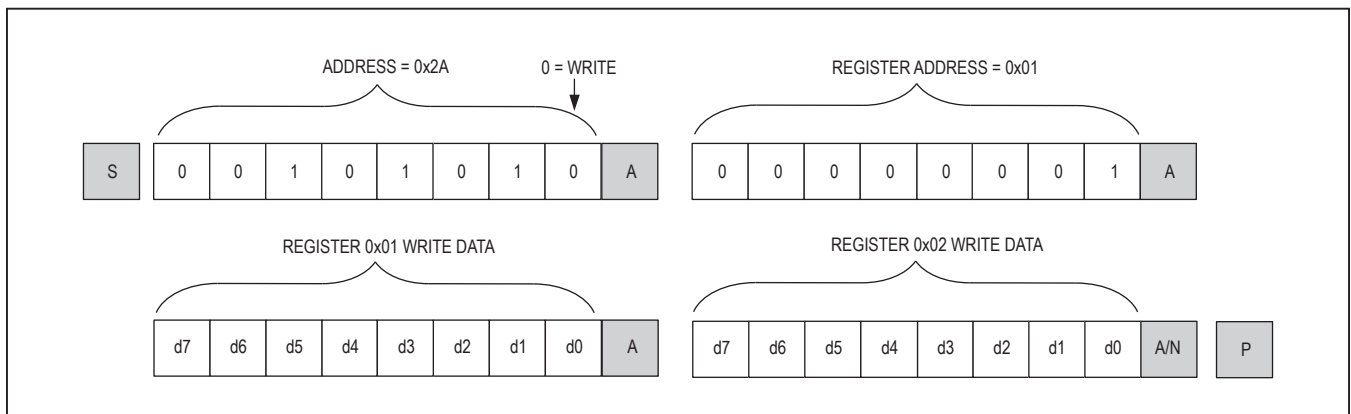 ADDRESS = 0x2A 0 = WRITE REGISTER ADDRESS = 0x01
S 0 0 1 0 1 0 1 0 A 0 0 0 0 0 0 0 1 A
REGISTER 0x01 WRITE DATA REGISTER 0x02 WRITE DATA
d7 d6 d5 d4 d3 d2 d1 d0 A d7 d6 d5 d4 d3 d2 d1 d0 A/N P